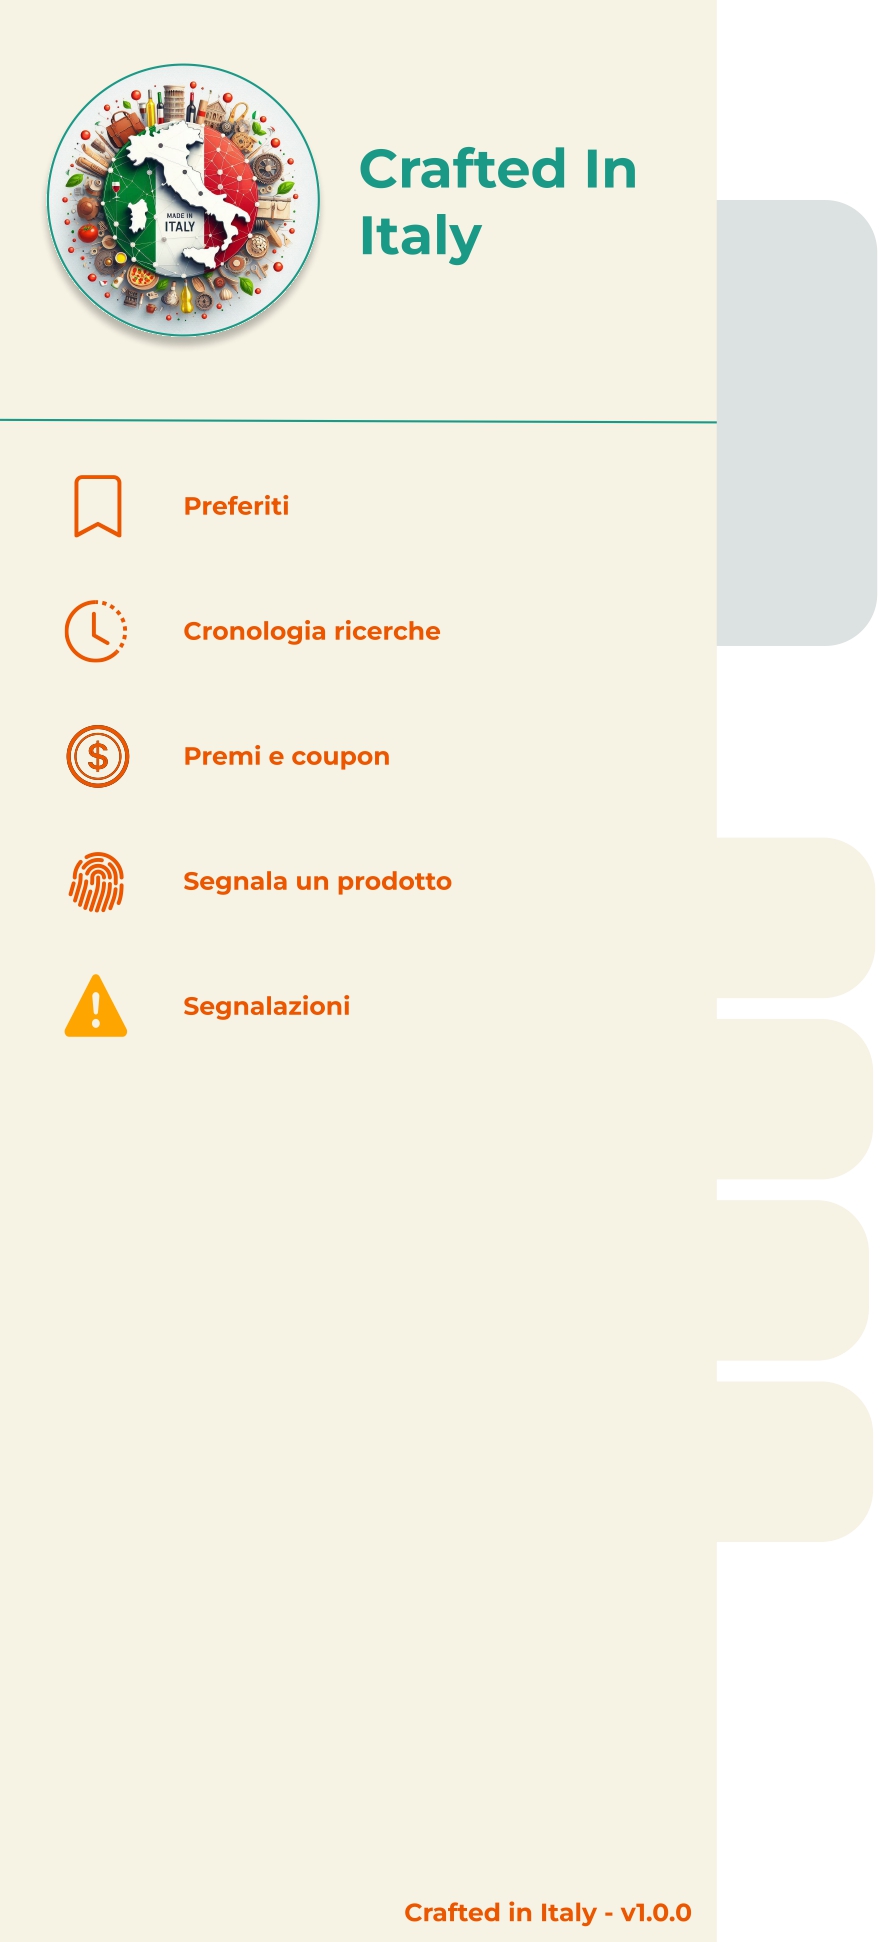 MADE IN
ITALY
Crafted In
Italy
Preferiti
Cronologia ricerche
$
Premi e coupon
Segnala un prodotto
Segnalazioni
Crafted in Italy - v1.0.0